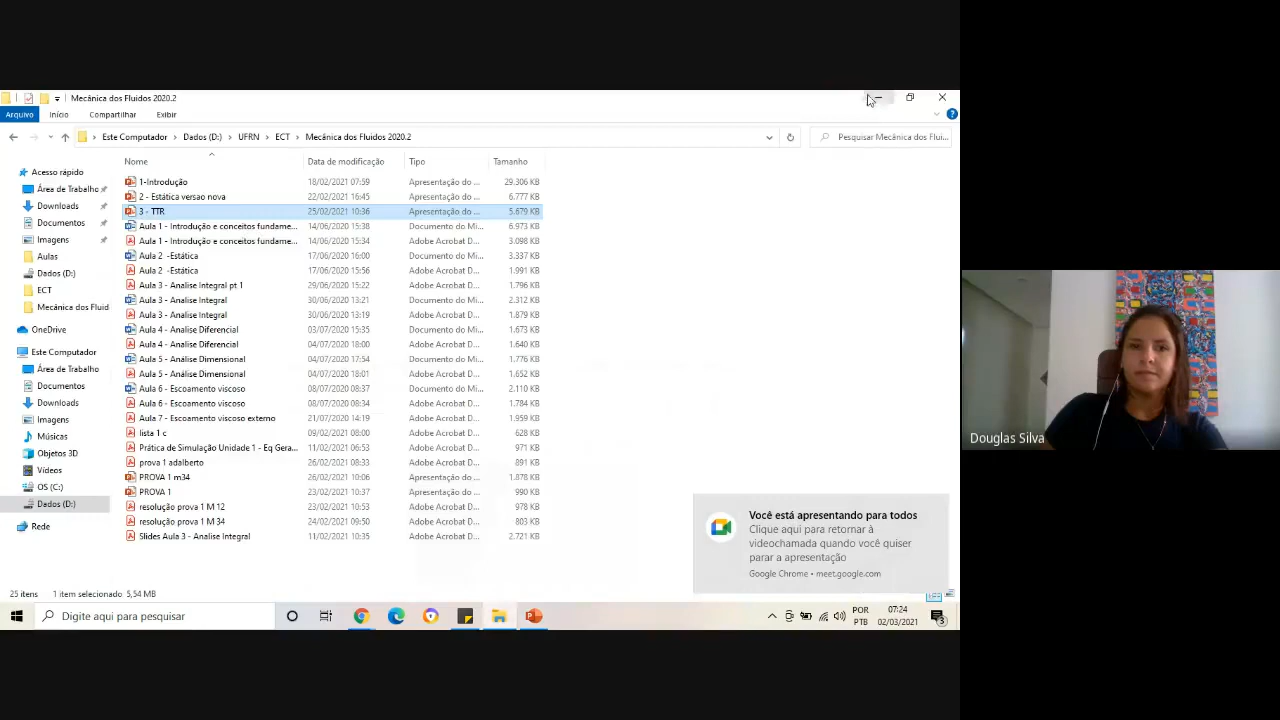 Mecânica dos Fluidos 2020.2
Arquivo Início Compartilhar Exibir
Este Computador Dados (D:) UFRN ECT Mecânica dos Fluidos 2020.2 Pesquisar Mecânica dos Flui...
Nome Data de modificação Tipo Tamanho
1-Introdução 18/02/2021 07:59 Apresentação do ... 29.306 KB
2 - Estática versao nova 22/02/2021 16:45 Apresentação do ... 6.777 KB
3 - TTR 25/02/2021 10:36 Apresentação do ... 5.679 KB
Aula 1 - Introdução e conceitos fundame... 14/06/2020 15:38 Documento do Mi... 6.973 KB
Aula 1 - Introdução e conceitos fundame... 14/06/2020 15:34 Adobe Acrobat D... 3.098 KB
Aula 2 -Estática 17/06/2020 16:00 Documento do Mi... 3.337 KB
Aula 2 -Estática 17/06/2020 15:56 Adobe Acrobat D... 1.991 KB
Aula 3 - Analise Integral pt 1 29/06/2020 15:22 Adobe Acrobat D... 1.796 KB
Aula 3 - Analise Integral 30/06/2020 13:21 Documento do Mi... 2.312 KB
Aula 3 - Analise Integral 30/06/2020 13:19 Adobe Acrobat D... 1.879 KB
Aula 4 - Analise Diferencial 03/07/2020 15:35 Documento do Mi... 1.673 KB
Aula 4 - Analise Diferencial 04/07/2020 18:00 Adobe Acrobat D... 1.640 KB
Aula 5 - Análise Dimensional 04/07/2020 17:54 Documento do Mi... 1.776 KB
Aula 5 - Análise Dimensional 04/07/2020 18:01 Adobe Acrobat D... 1.652 KB
Aula 6 - Escoamento viscoso 08/07/2020 08:37 Documento do Mi... 2.110 KB
Aula 6 - Escoamento viscoso 08/07/2020 08:34 Adobe Acrobat D... 1.784 KB
Aula 7 - Escoamento viscoso externo 21/07/2020 14:19 Adobe Acrobat D... 1.959 KB
lista 1 c 09/02/2021 08:00 Adobe Acrobat D... 628 KB
Prática de Simulação Unidade 1 - Eq Gera... 11/02/2021 06:53 Adobe Acrobat D... 971 KB
prova 1 adalberto 26/02/2021 08:33 Adobe Acrobat D... 891 KB
PROVA 1 m34 26/02/2021 10:06 Apresentação do ... 1.878 KB
PROVA 1 23/02/2021 10:37 Apresentação do ... 990 KB
resolução prova 1 M 12 23/02/2021 10:53 Adobe Acrobat D... 978 KB
resolução prova 1 M 34 24/02/2021 09:50 Adobe Acrobat D... 803 KB
Slides Aula 3 - Analise Integral 11/02/2021 10:35 Adobe Acrobat D... 2.721 KB
Acesso rápido
Área de Trabalho
Downloads
Documentos
Imagens
Aulas
Dados (D:)
ECT
Mecânica dos Fluid
OneDrive
Este Computador
Área de Trabalho
Documentos
Downloads
Imagens
Músicas
Objetos 3D
Vídeos
OS (C:)
Dados (D:)
Rede
Você está apresentando para todos
Clique aqui para retornar à
videochamada quando você quiser
parar a apresentação
Google Chrome • meet.google.com
25 itens 1 item selecionado 5,54 MB
Digite aqui para pesquisar
POR
PTB
07:24
02/03/2021
3
Douglas Silva